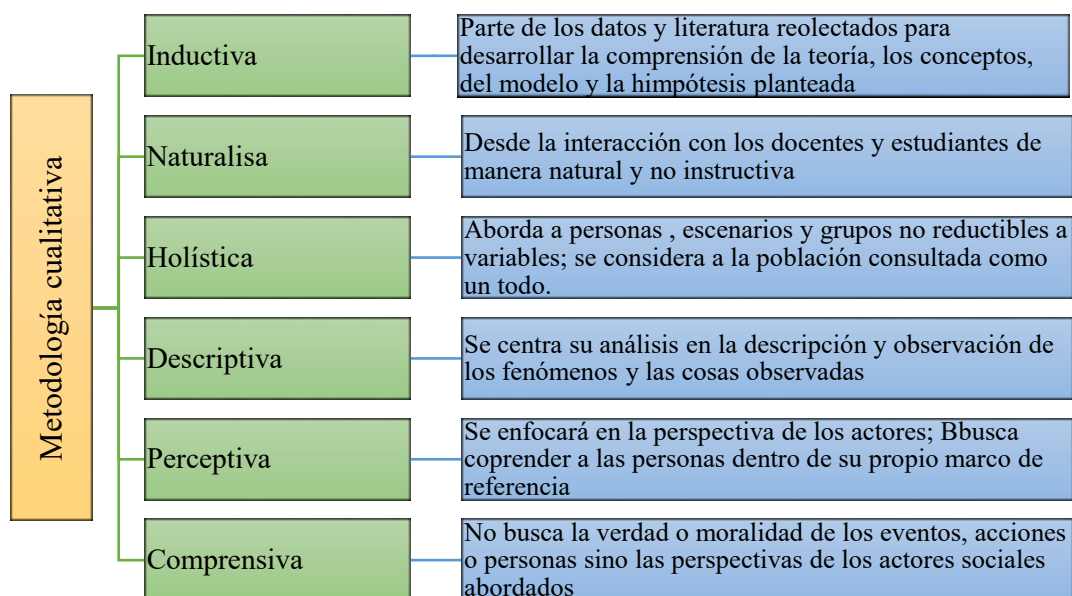 Metodología cualitativa
Inductiva
Parte de los datos y literatura reolectados para
desarrollar la comprensión de la teoría, los conceptos,
del modelo y la himpótesis planteada
Naturalisa
Desde la interacción con los docentes y estudiantes de
manera natural y no instructiva
Holística
Aborda a personas , escenarios y grupos no reductibles a
variables; se considera a la población consultada como
un todo.
Descriptiva
Se centra su análisis en la descripción y observación de
los fenómenos y las cosas observadas
Perceptiva
Se enfocará en la perspectiva de los actores; Bbusca
coprender a las personas dentro de su propio marco de
referencia
Comprensiva
No busca la verdad o moralidad de los eventos, acciones
o personas sino las perspectivas de los actores sociales
abordados